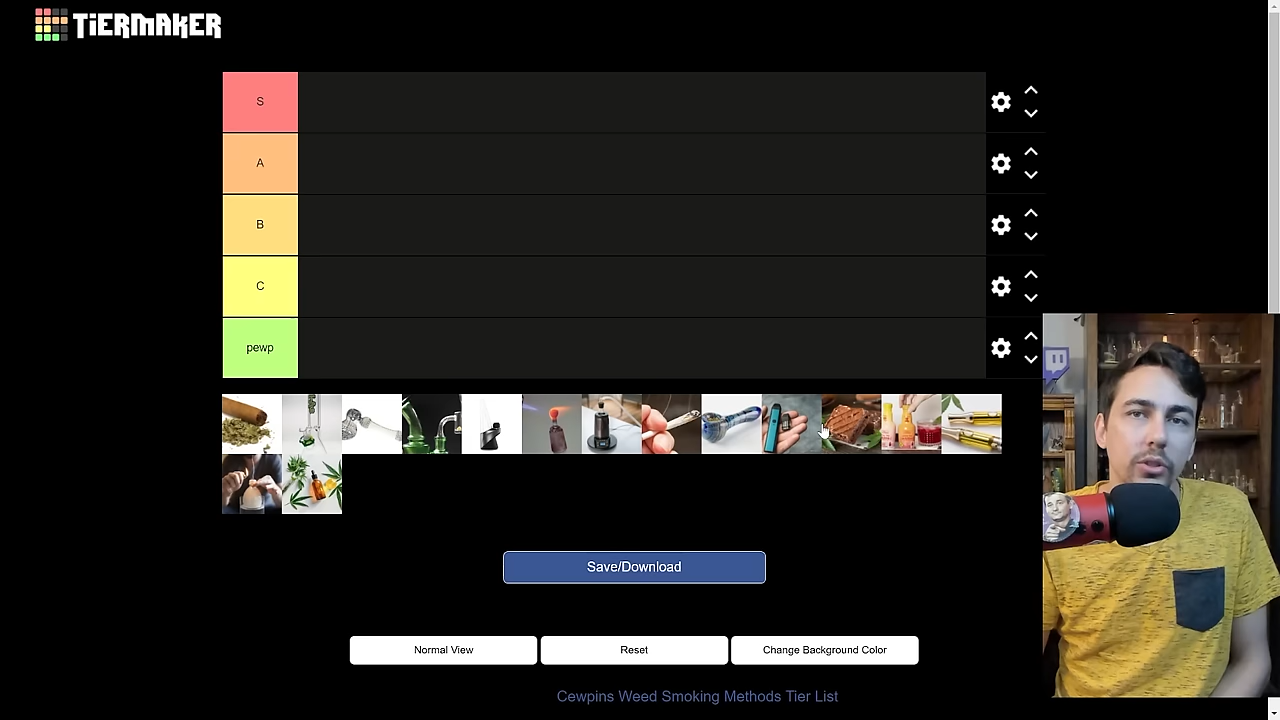 TiERMAKER
S
A
B
C
pewp
Save/Download
Normal View
Reset
Change Background Color
Cewpins Weed Smoking Methods Tier List